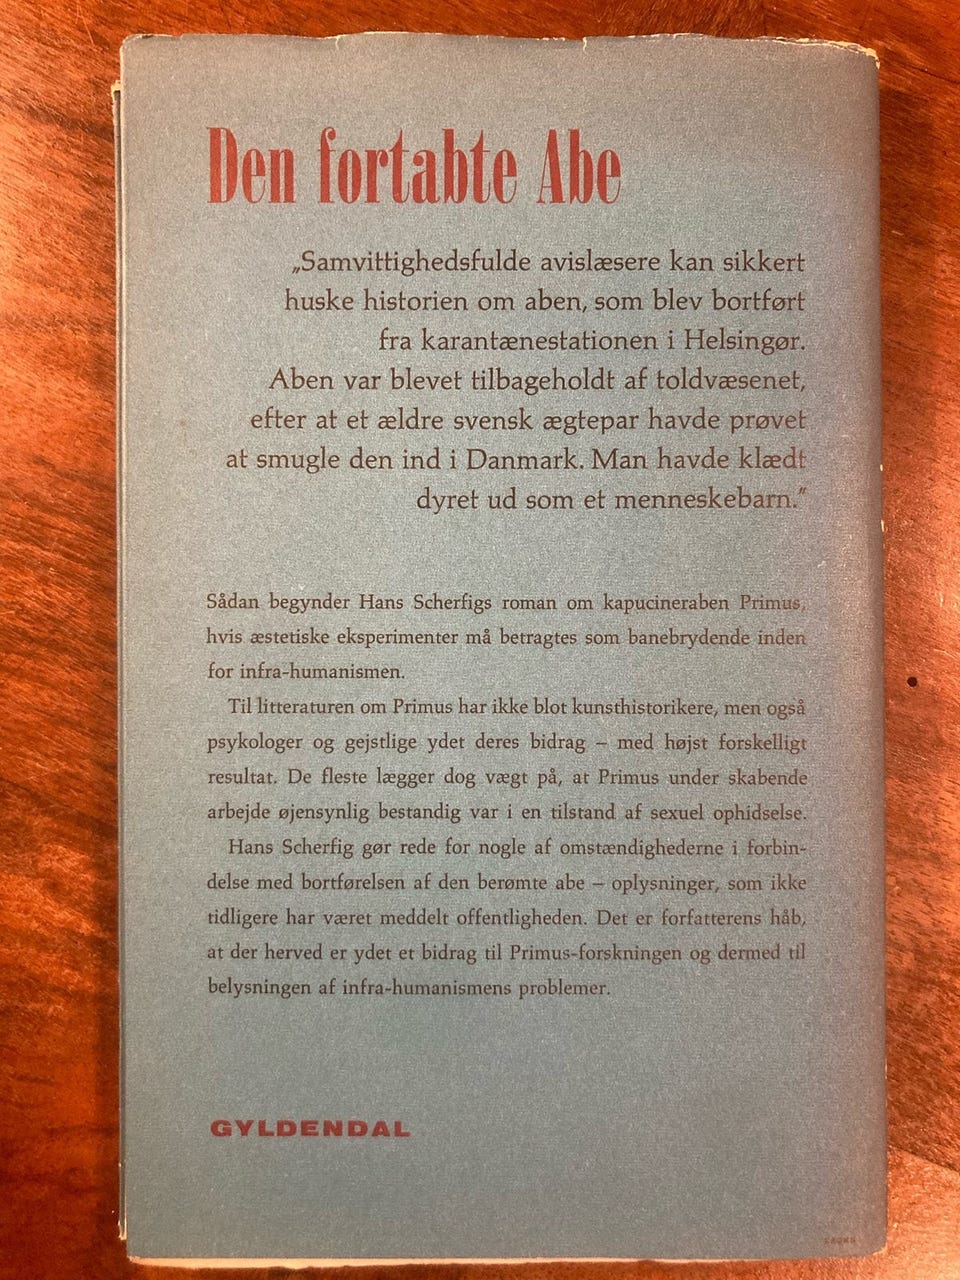 Den fortabte Abe
„Samvittighedsfulde avislæsere kan sikkert
huske historien om aben, som blev bortført
fra karantænestationen i Helsingør.
Aben var blevet tilbageholdt af toldvæsenet,
efter at et ældre svensk ægtepar havde prøvet
at smugle den ind i Danmark. Man havde klædt
dyret ud som et menneskebarn.”
Sådan begynder Hans Scherfigs roman om kapucineraben Primus,
hvis æstetiske eksperimenter må betragtes som banebrydende inden
for infra-humanismen.
Til litteraturen om Primus har ikke blot kunsthistorikere, men også
psykologer og gejstlige ydet deres bidrag – med højst forskelligt
resultat. De fleste lægger dog vægt på, at Primus under skabende
arbejde øjensynlig bestandig var i en tilstand af sexuel ophidselse.
Hans Scherfig gør rede for nogle af omstændighederne i forbin-
delse med bortførelsen af den berømte abe – oplysninger, som ikke
tidligere har været meddelt offentligheden. Det er forfatterens håb,
at der herved er ydet et bidrag til Primus-forskningen og dermed til
belysningen af infra-humanismens problemer.
GYLDENDAL